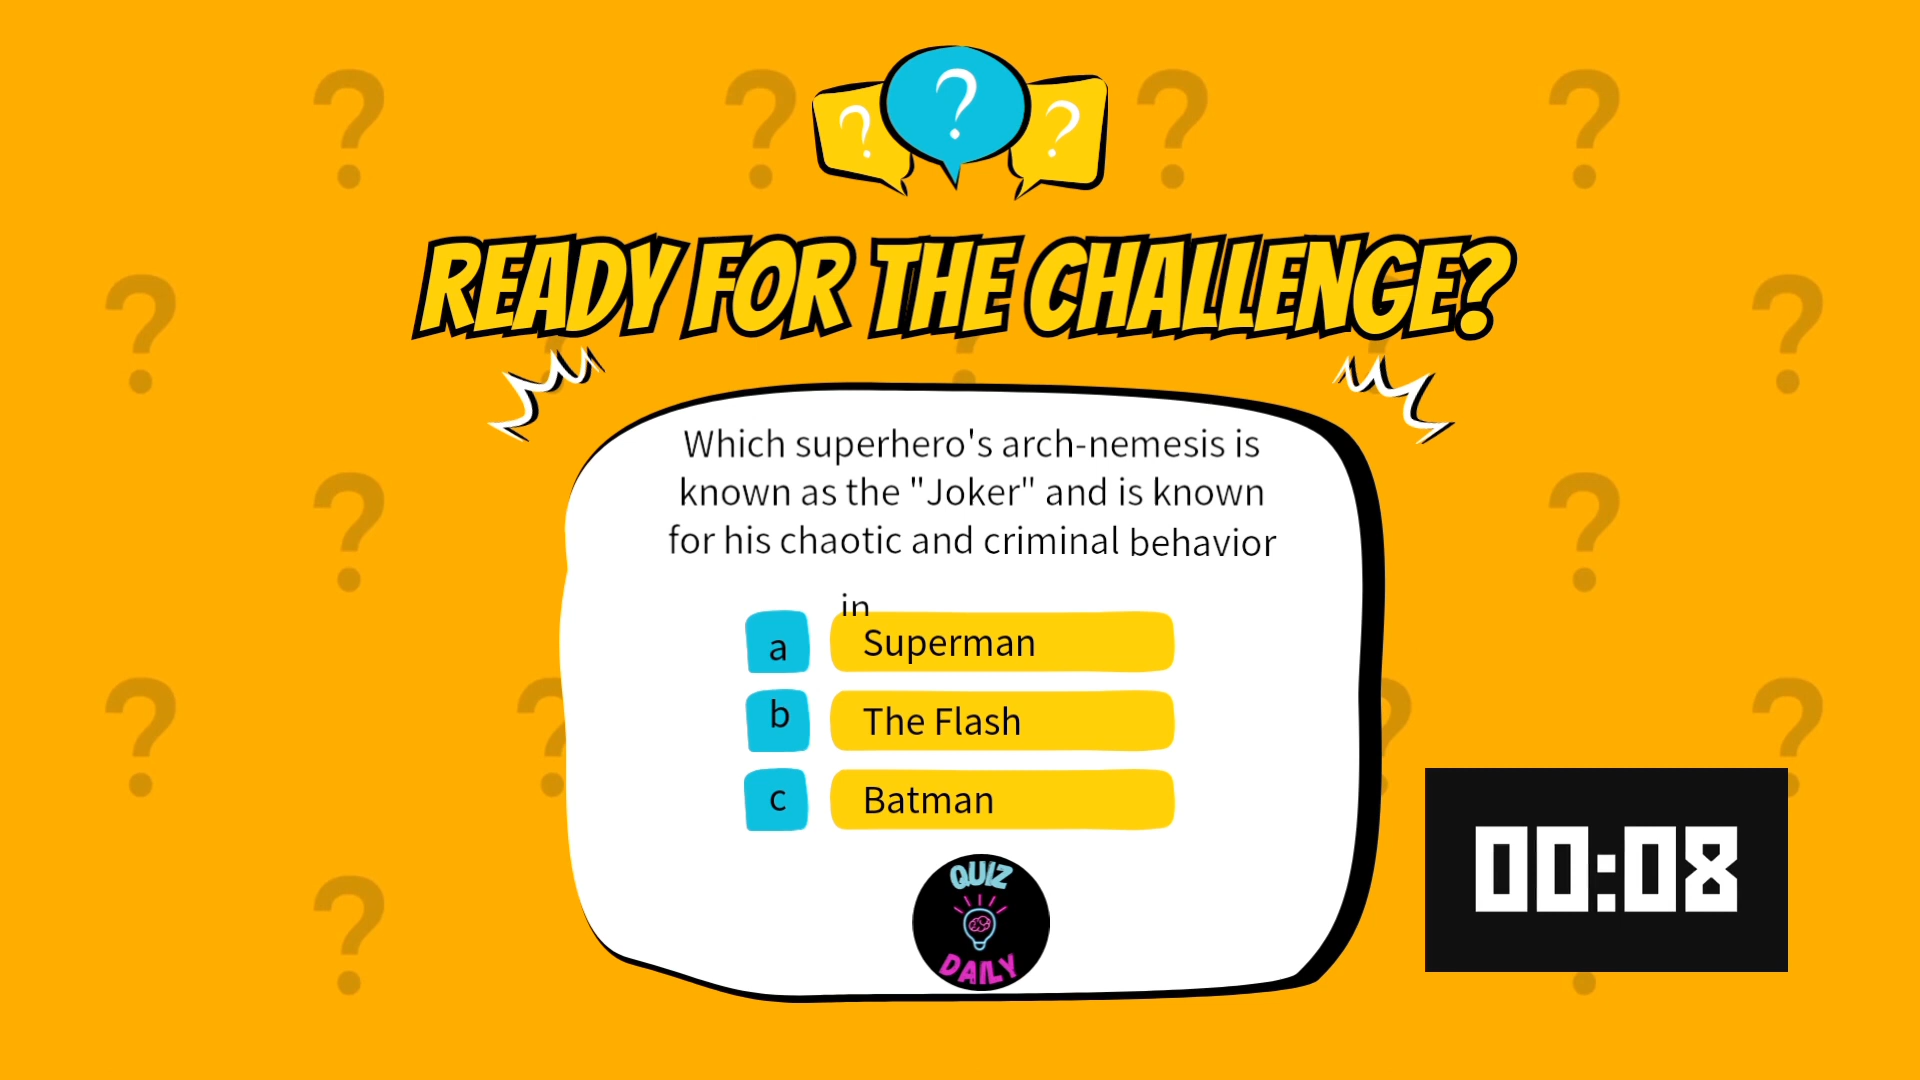 ? ? ?
READY FOR THE CHALLENGE?
Which superhero's arch-nemesis is
known as the "Joker" and is known
for his chaotic and criminal behavior
in
a Superman
b The Flash
c Batman
QUIZ
DAILY
00:08